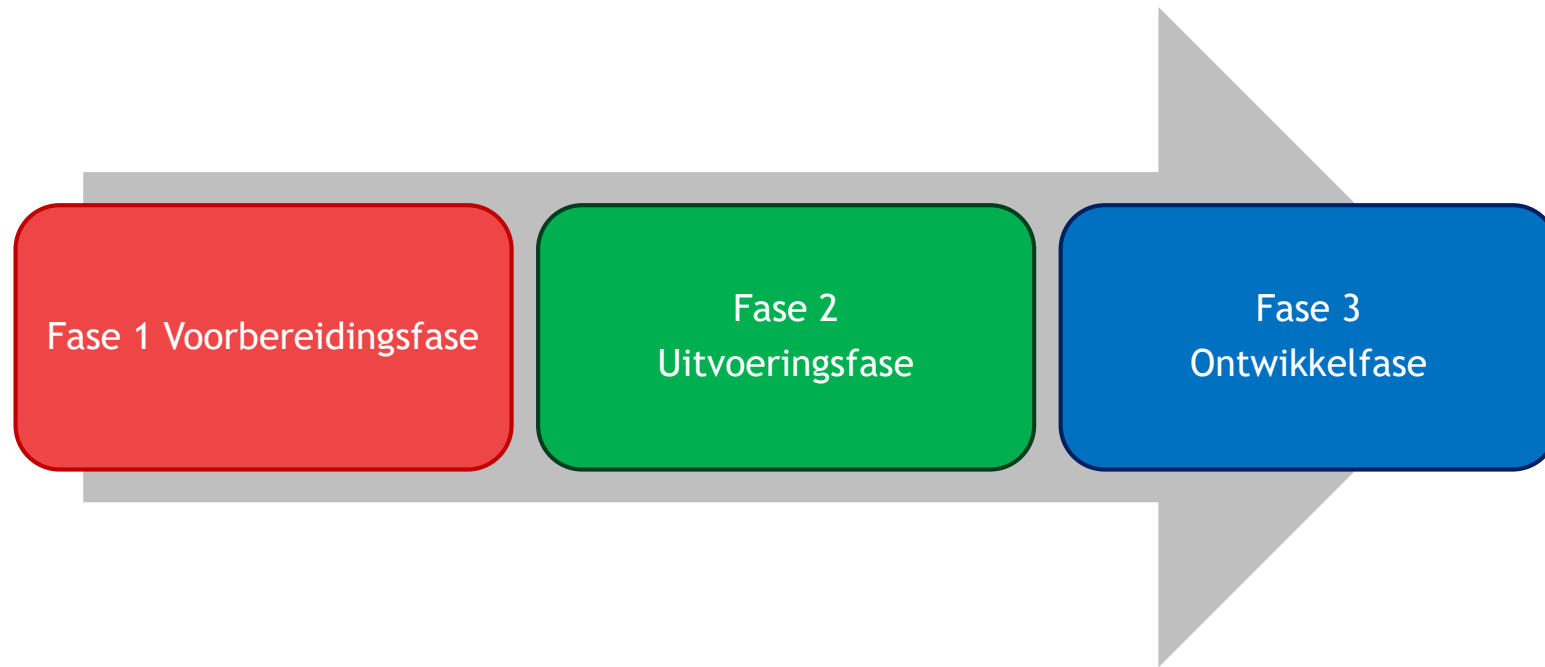 Fase 1 Voorbereidingsfase
Fase 2
Uitvoeringsfase
Fase 3
Ontwikkelfase